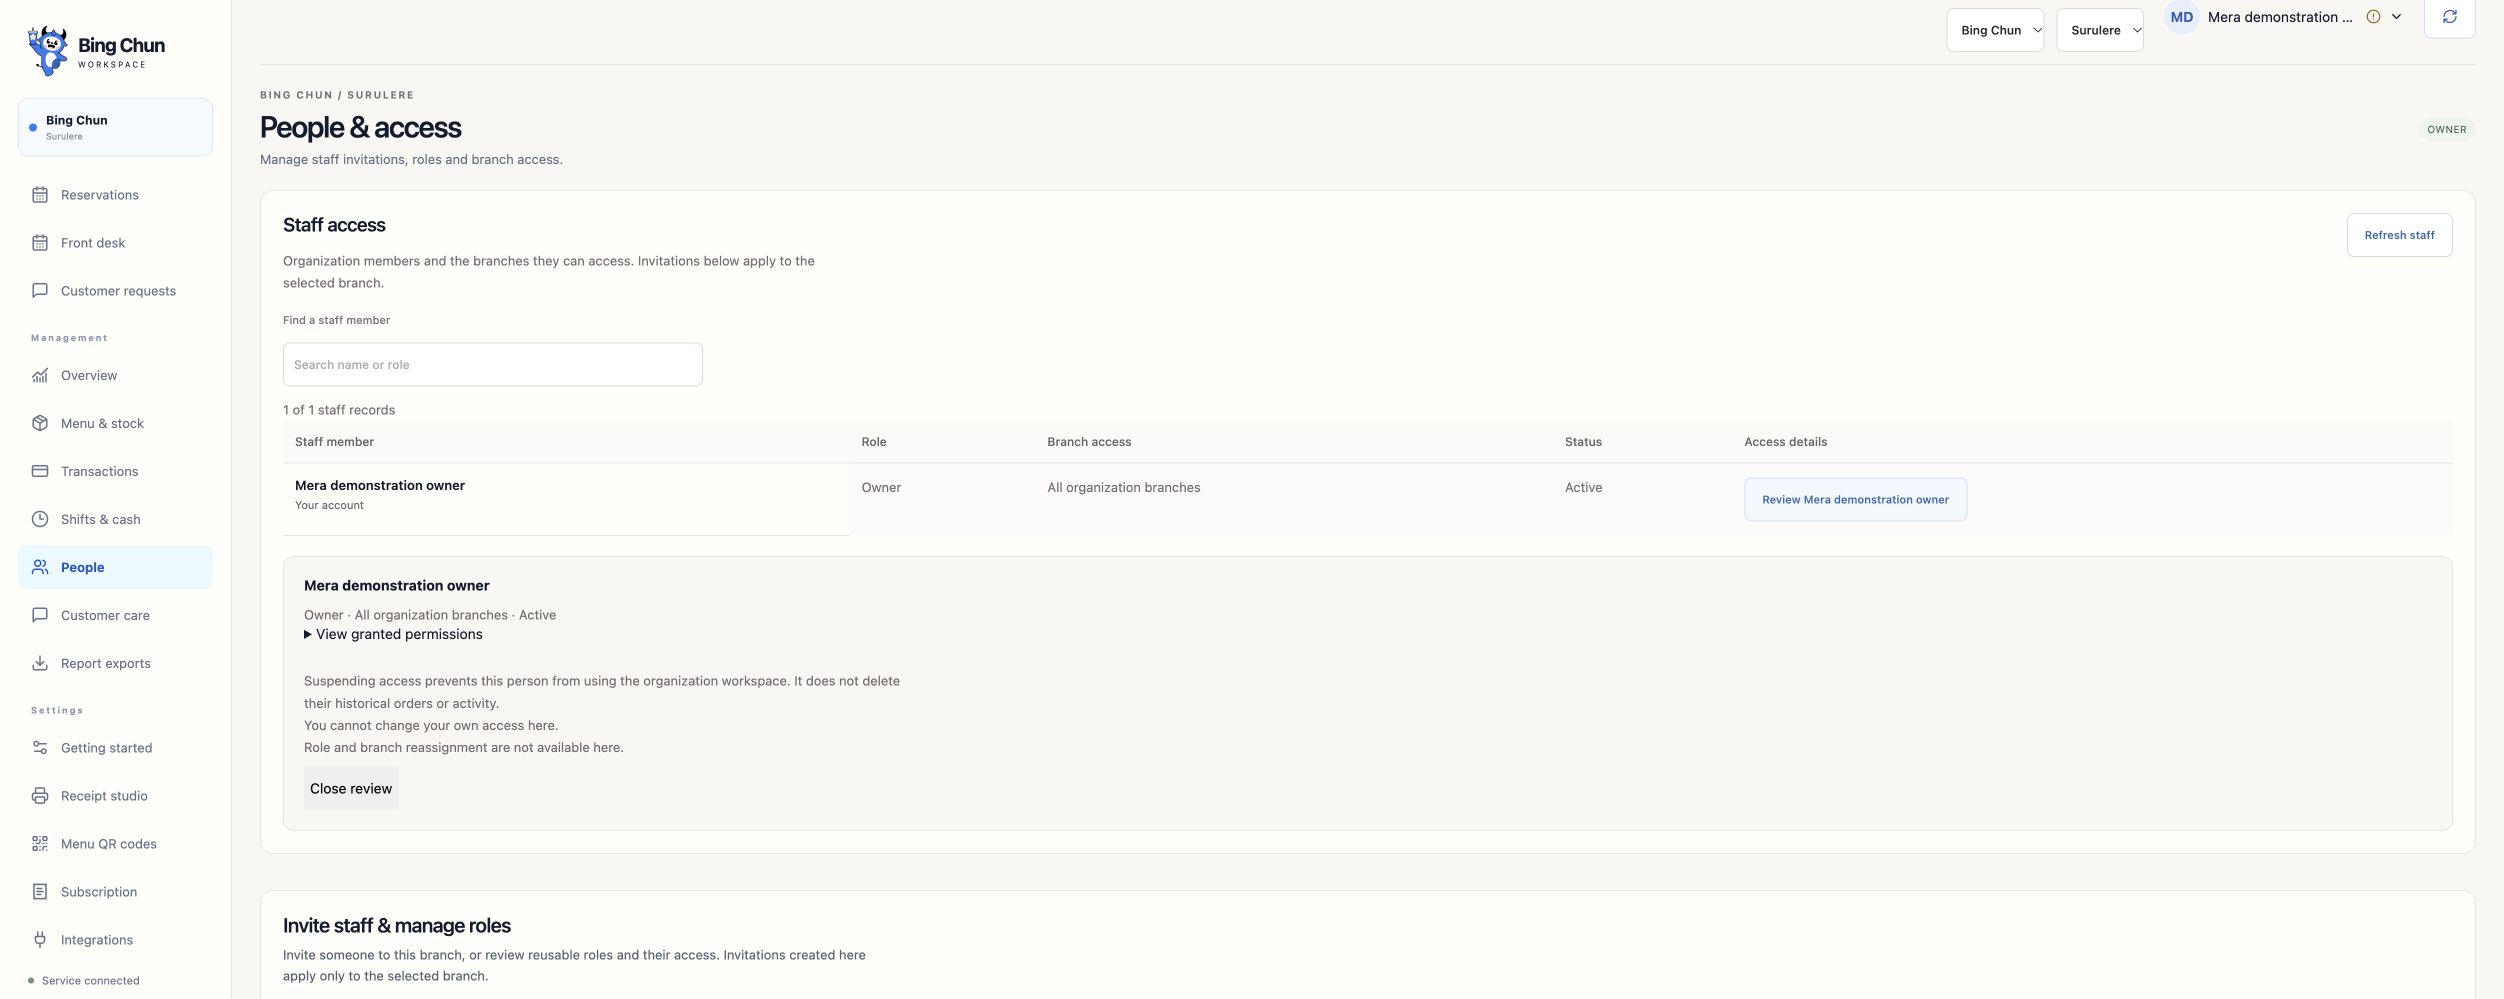 Bing Chun
WORKSPACE
Bing Chun
Surulere
Reservations
Front desk
Customer requests
Management
Overview
Menu & stock
Transactions
Shifts & cash
People
Customer care
Report exports
Settings
Getting started
Receipt studio
Menu QR codes
Subscription
Integrations
Service connected
Bing Chun
Surulere
MD
Mera demonstration ...
BING CHUN / SURULERE
People & access
Manage staff invitations, roles and branch access.
OWNER
Staff access
Organization members and the branches they can access. Invitations below apply to the
selected branch.
Refresh staff
Find a staff member
Search name or role
1 of 1 staff records
Staff member Role Branch access Status Access details
Mera demonstration owner Owner All organization branches Active Review Mera demonstration owner
Your account
Mera demonstration owner
Owner · All organization branches · Active
View granted permissions
Suspending access prevents this person from using the organization workspace. It does not delete
their historical orders or activity.
You cannot change your own access here.
Role and branch reassignment are not available here.
Close review
Invite staff & manage roles
Invite someone to this branch, or review reusable roles and their access. Invitations created here
apply only to the selected branch.